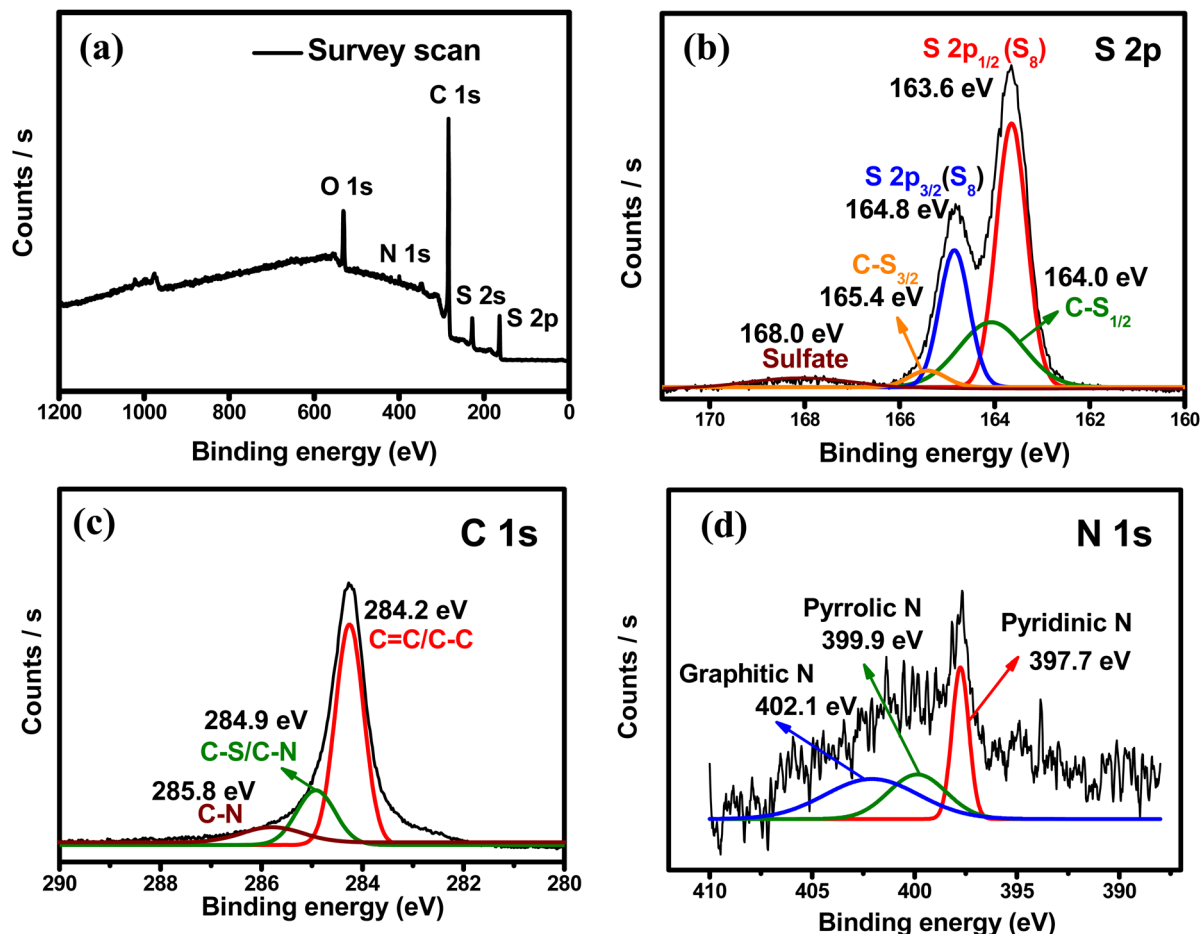 (a)
Survey scan
C 1s
O 1s
N 1s
S 2s
S 2p
Counts / s
1200 1000 800 600 400 200 0
Binding energy (eV)
(b)
S 2p
S 2p1/2 (S8)
163.6 eV
S 2p3/2(S8)
164.8 eV
C-S3/2
165.4 eV
164.0 eV
C-S1/2
168.0 eV
Sulfate
Counts / s
170 168 166 164 162 160
Binding energy (eV)
(c)
C 1s
284.2 eV
C=C/C-C
284.9 eV
C-S/C-N
285.8 eV
C-N
Counts / s
290 288 286 284 282 280
Binding energy (eV)
(d)
N 1s
Pyrrolic N
399.9 eV
Pyridinic N
397.7 eV
Graphitic N
402.1 eV
Counts / s
410 405 400 395 390
Binding energy (eV)